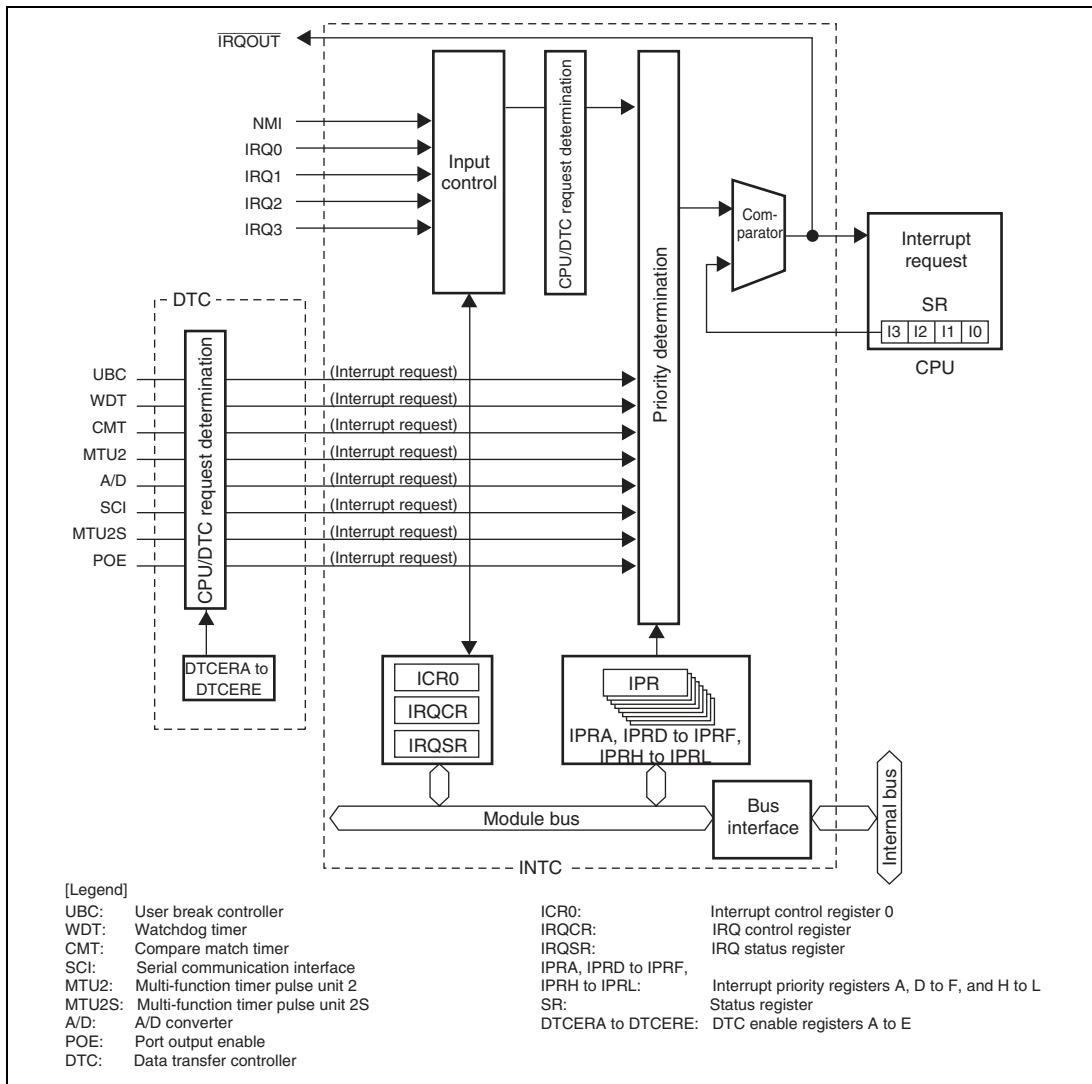 IRQOUT
NMI
IRQ0
IRQ1
IRQ2
IRQ3
Input
control
CPU/DTC request determination
Priority determination
Com-
parator
Interrupt
request
SR
I3 I2 I1 I0
CPU
DTC
CPU/DTC request determination
UBC
WDT
CMT
MTU2
A/D
SCI
MTU2S
POE
(Interrupt request)
(Interrupt request)
(Interrupt request)
(Interrupt request)
(Interrupt request)
(Interrupt request)
(Interrupt request)
(Interrupt request)
DTCERA to
DTCERE
ICR0
IRQCR
IRQSR
IPR
IPRA, IPRD to IPRF,
IPRH to IPRL
Module bus
Bus
interface
Internal bus
INTC
[Legend]
UBC: User break controller
WDT: Watchdog timer
CMT: Compare match timer
SCI: Serial communication interface
MTU2: Multi-function timer pulse unit 2
MTU2S: Multi-function timer pulse unit 2S
A/D: A/D converter
POE: Port output enable
DTC: Data transfer controller
ICR0: Interrupt control register 0
IRQCR: IRQ control register
IRQSR: IRQ status register
IPRA, IPRD to IPRF,
IPRH to IPRL: Interrupt priority registers A, D to F, and H to L
SR: Status register
DTCERA to DTCERE: DTC enable registers A to E